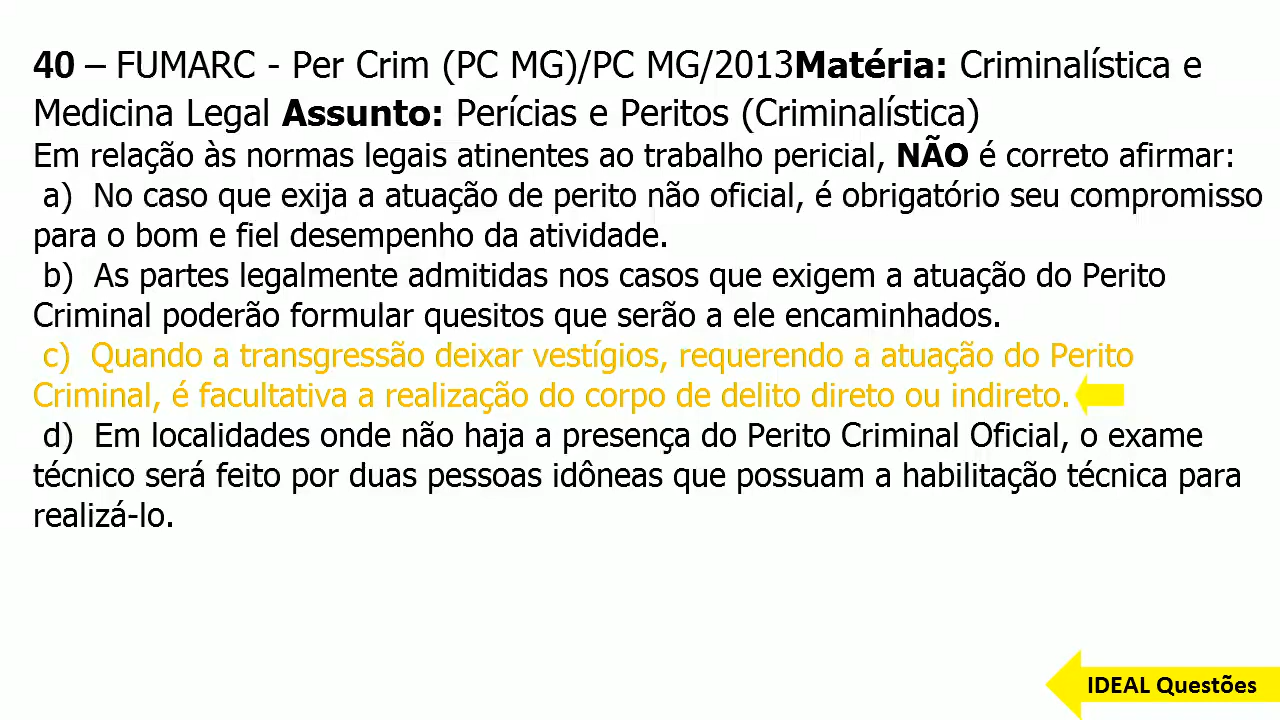 40 – FUMARC - Per Crim (PC MG)/PC MG/2013Matéria: Criminalística e
Medicina Legal Assunto: Perícias e Peritos (Criminalística)
Em relação às normas legais atinentes ao trabalho pericial, NÃO é correto afirmar:
a) No caso que exija a atuação de perito não oficial, é obrigatório seu compromisso
para o bom e fiel desempenho da atividade.
b) As partes legalmente admitidas nos casos que exigem a atuação do Perito
Criminal poderão formular quesitos que serão a ele encaminhados.
c) Quando a transgressão deixar vestígios, requerendo a atuação do Perito
Criminal, é facultativa a realização do corpo de delito direto ou indireto.
d) Em localidades onde não haja a presença do Perito Criminal Oficial, o exame
técnico será feito por duas pessoas idôneas que possuam a habilitação técnica para
realizá-lo.
IDEAL Questões